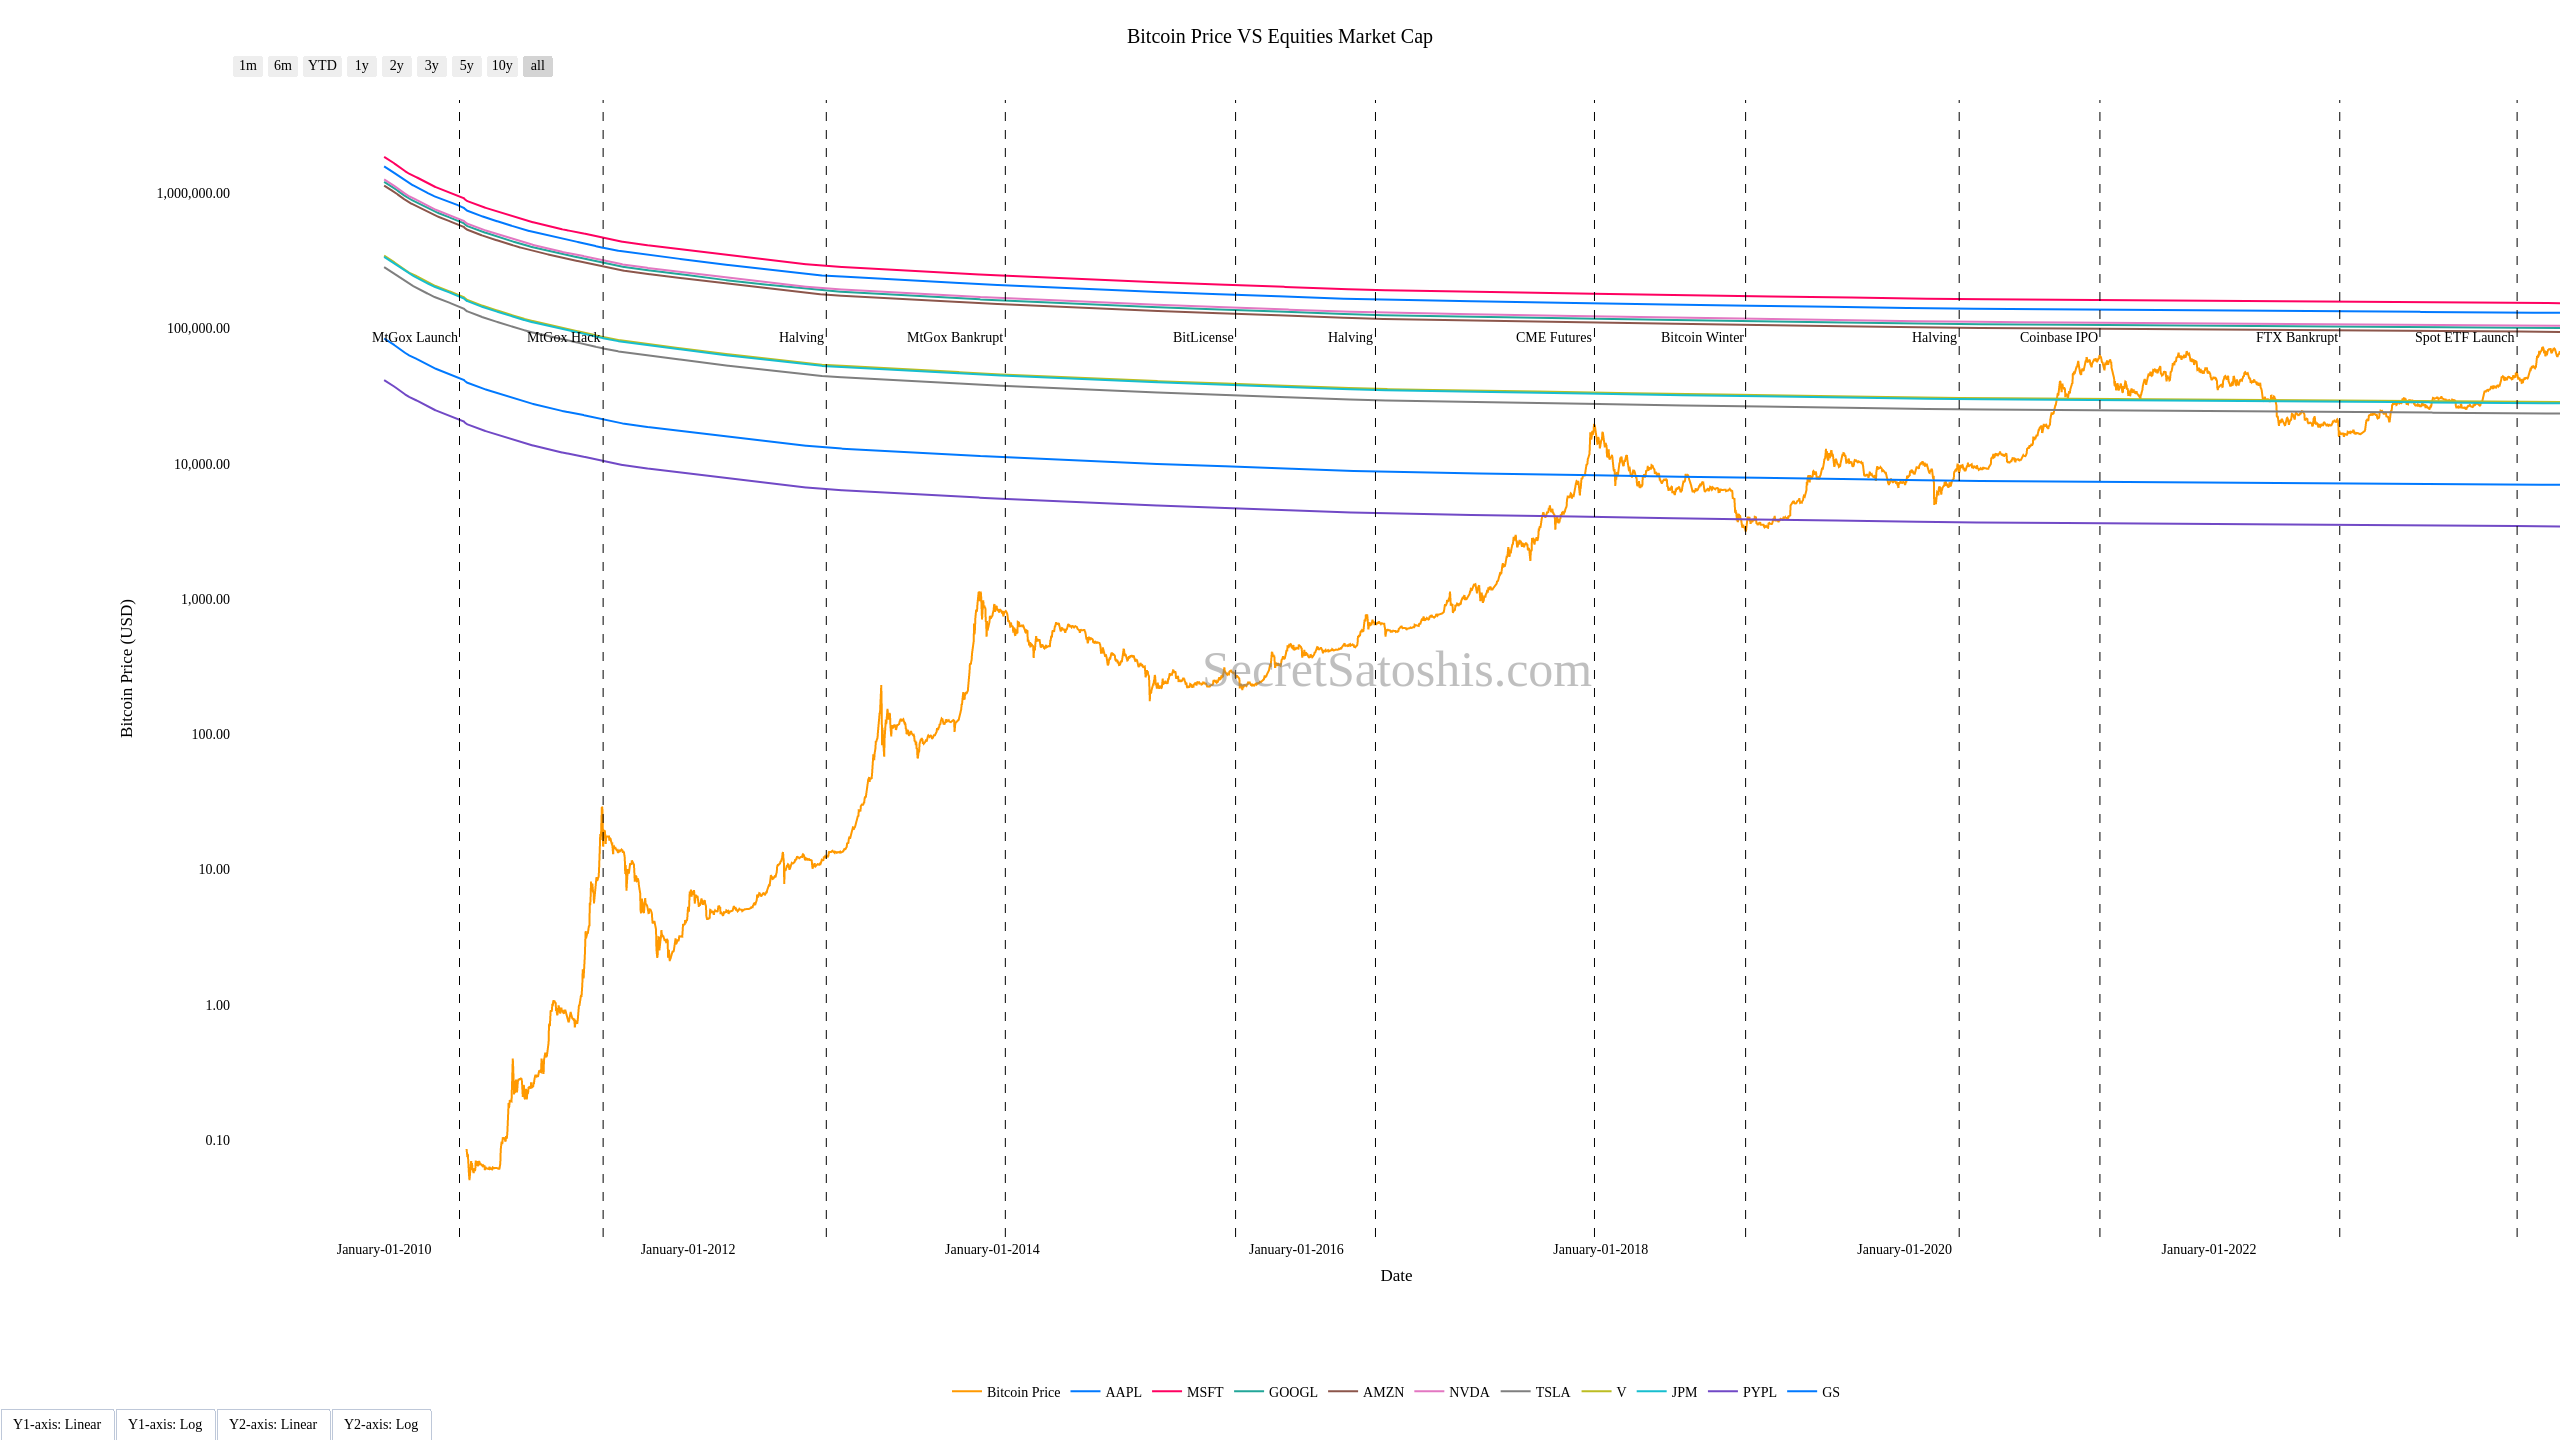 Bitcoin Price VS Equities Market Cap
1m 6m YTD 1y 2y 3y 5y 10y all
1,000,000.00
100,000.00
MtGox Launch MtGox Hack Halving MtGox Bankrupt BitLicense Halving CME Futures Bitcoin Winter Halving Coinbase IPO FTX Bankrupt Spot ETF Launch
10,000.00
1,000.00
Bitcoin Price (USD)
SecretSatoshis.com
100.00
10.00
1.00
0.10
January-01-2010 January-01-2012 January-01-2014 January-01-2016 January-01-2018 January-01-2020 January-01-2022
Date
Bitcoin Price AAPL MSFT GOOGL AMZN NVDA TSLA V JPM PYPL GS
Y1-axis: Linear Y1-axis: Log Y2-axis: Linear Y2-axis: Log